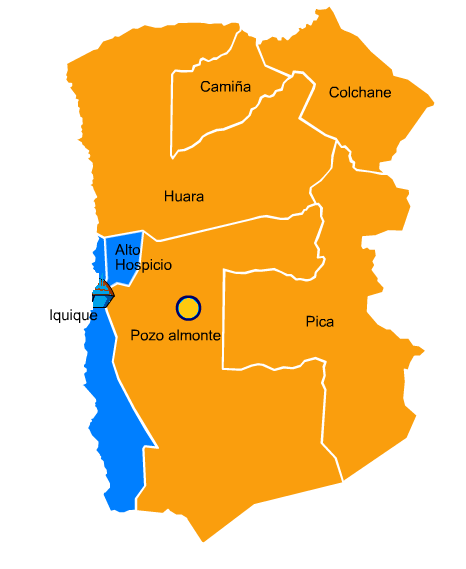 Camiña
Colchane
Huara
Alto
Hospicio
Iquique
Pozo almonte
Pica